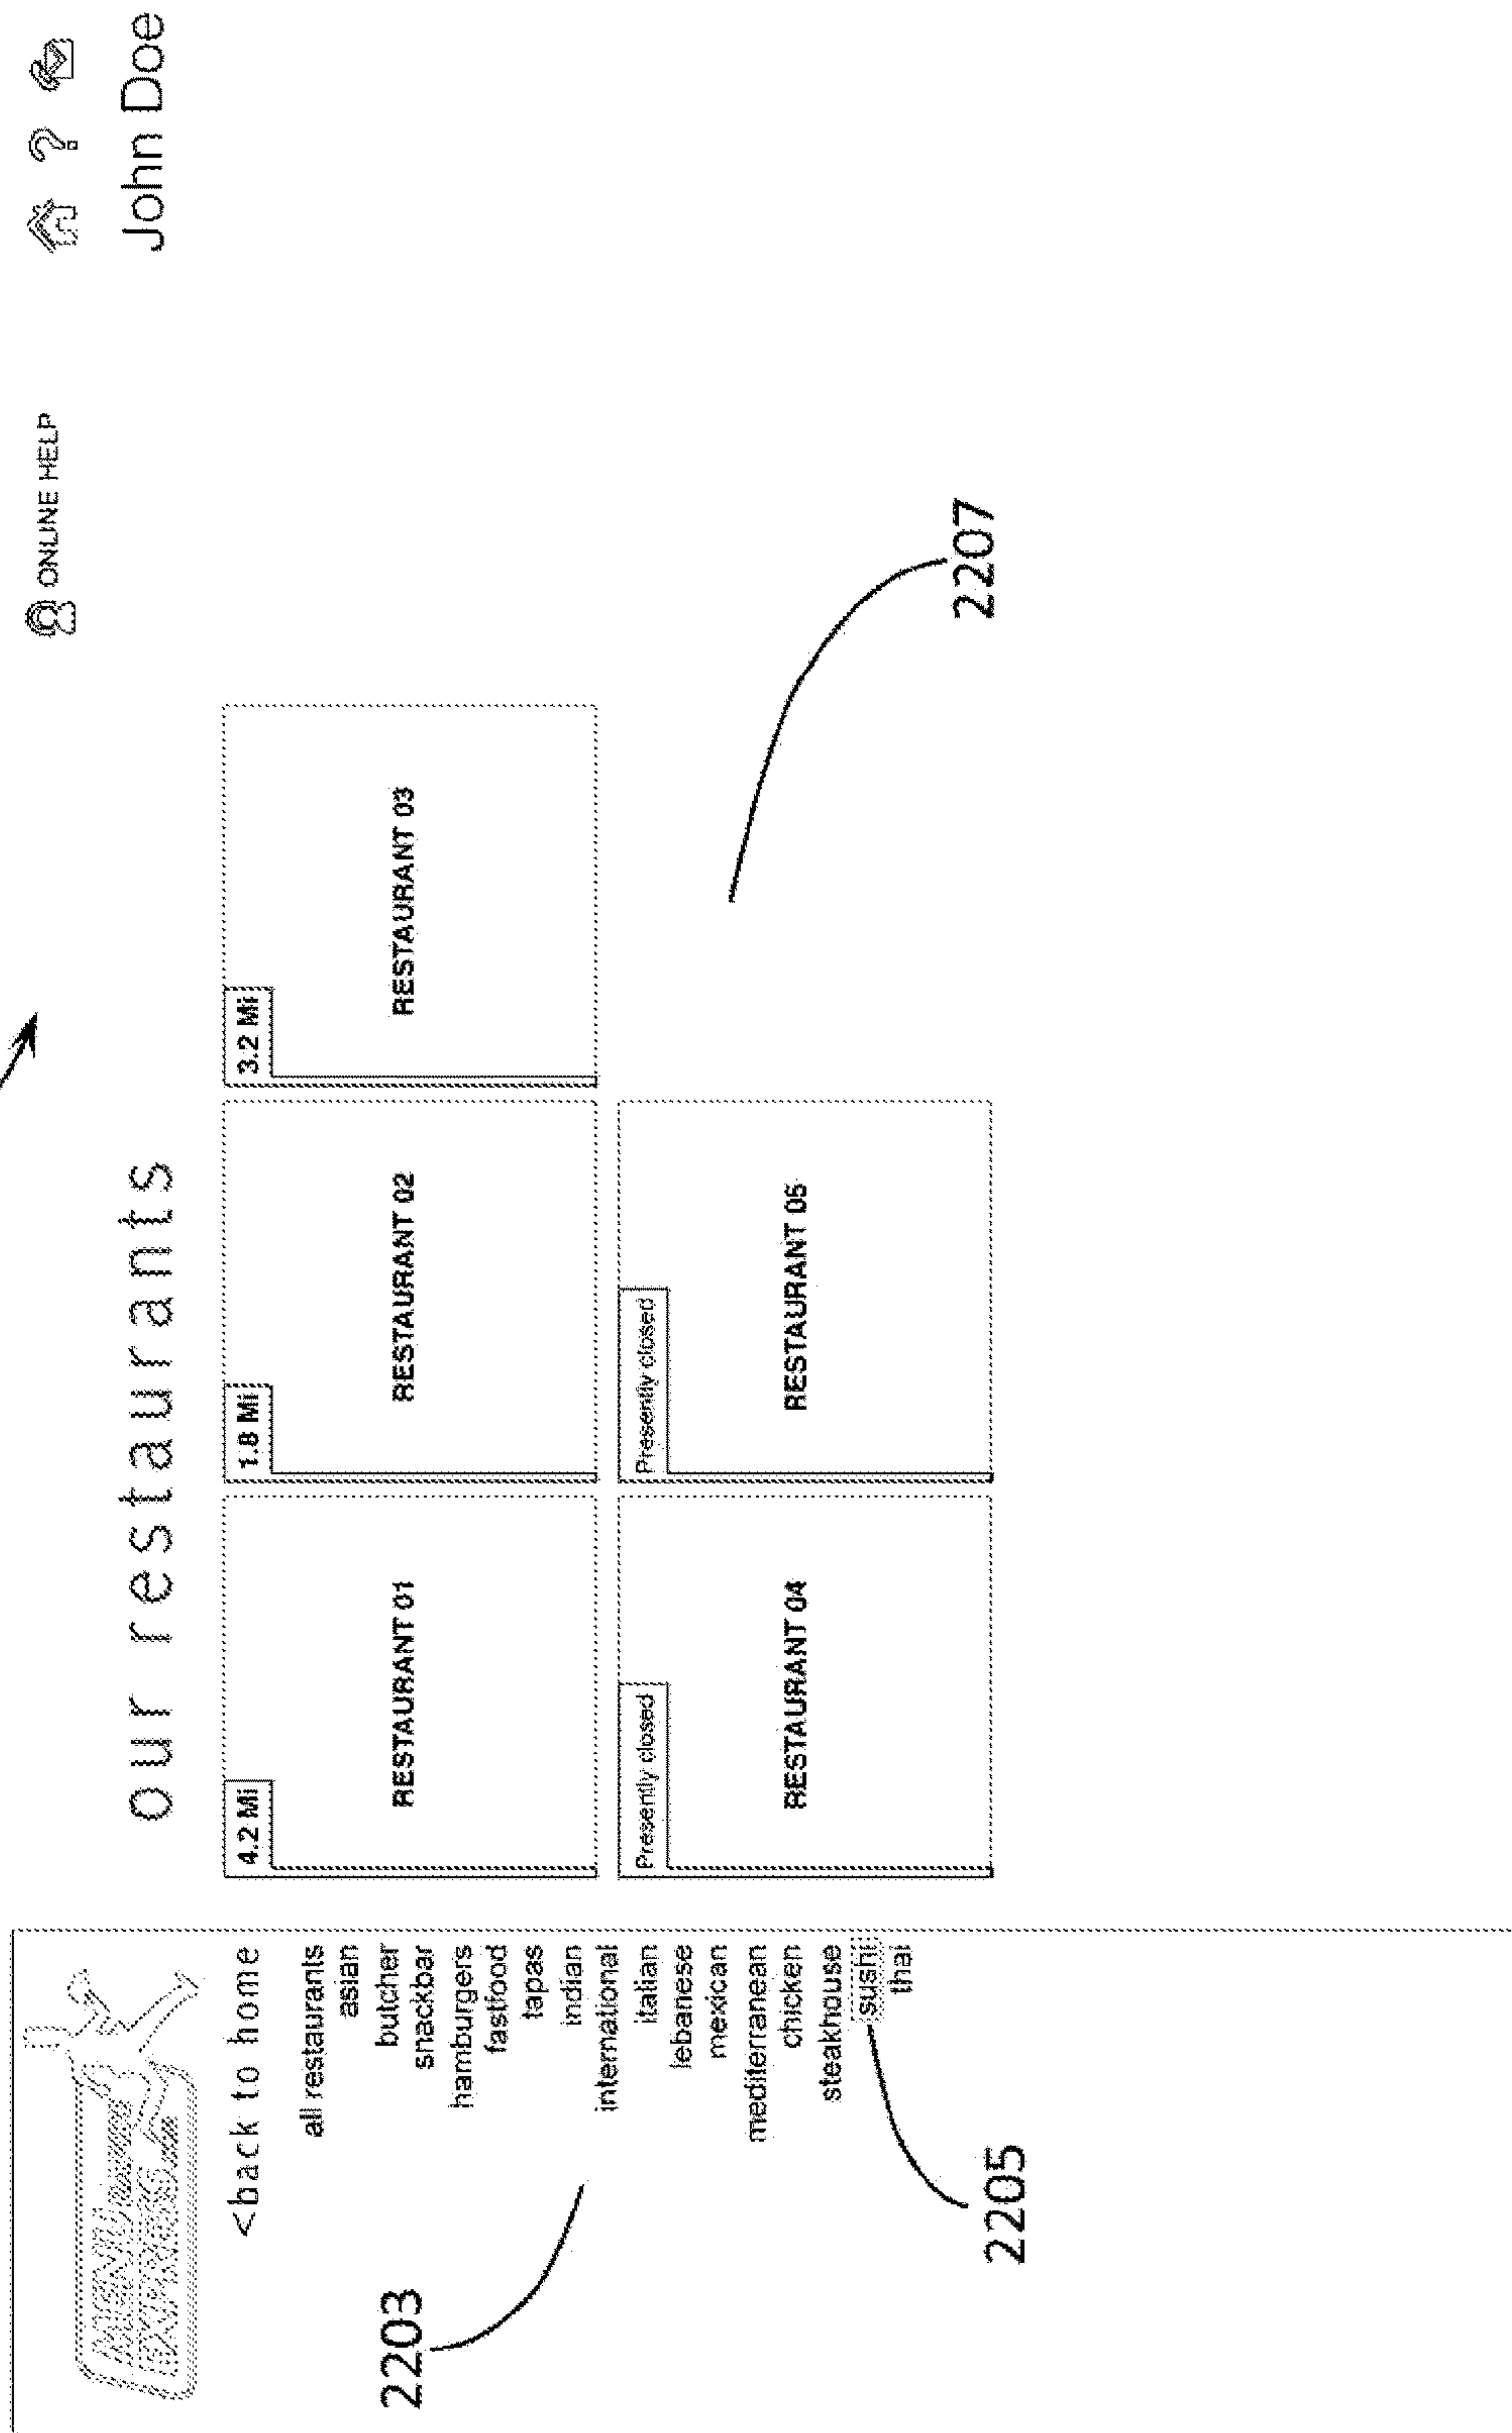 MENU
EXPRESS
ONLINE HELP
?
John Doe
<back to home
our restaurants
all restaurants
asian
butcher
snackbar
hamburgers
fastfood
tapas
indian
international
italian
lebanese
mexican
mediterranean
chicken
steakhouse
sushi
thai
4.2 Mi
RESTAURANT 01
1.8 Mi
RESTAURANT 02
3.2 Mi
RESTAURANT 03
Presently closed
RESTAURANT 04
Presently closed
RESTAURANT 05
2203
2205
2207